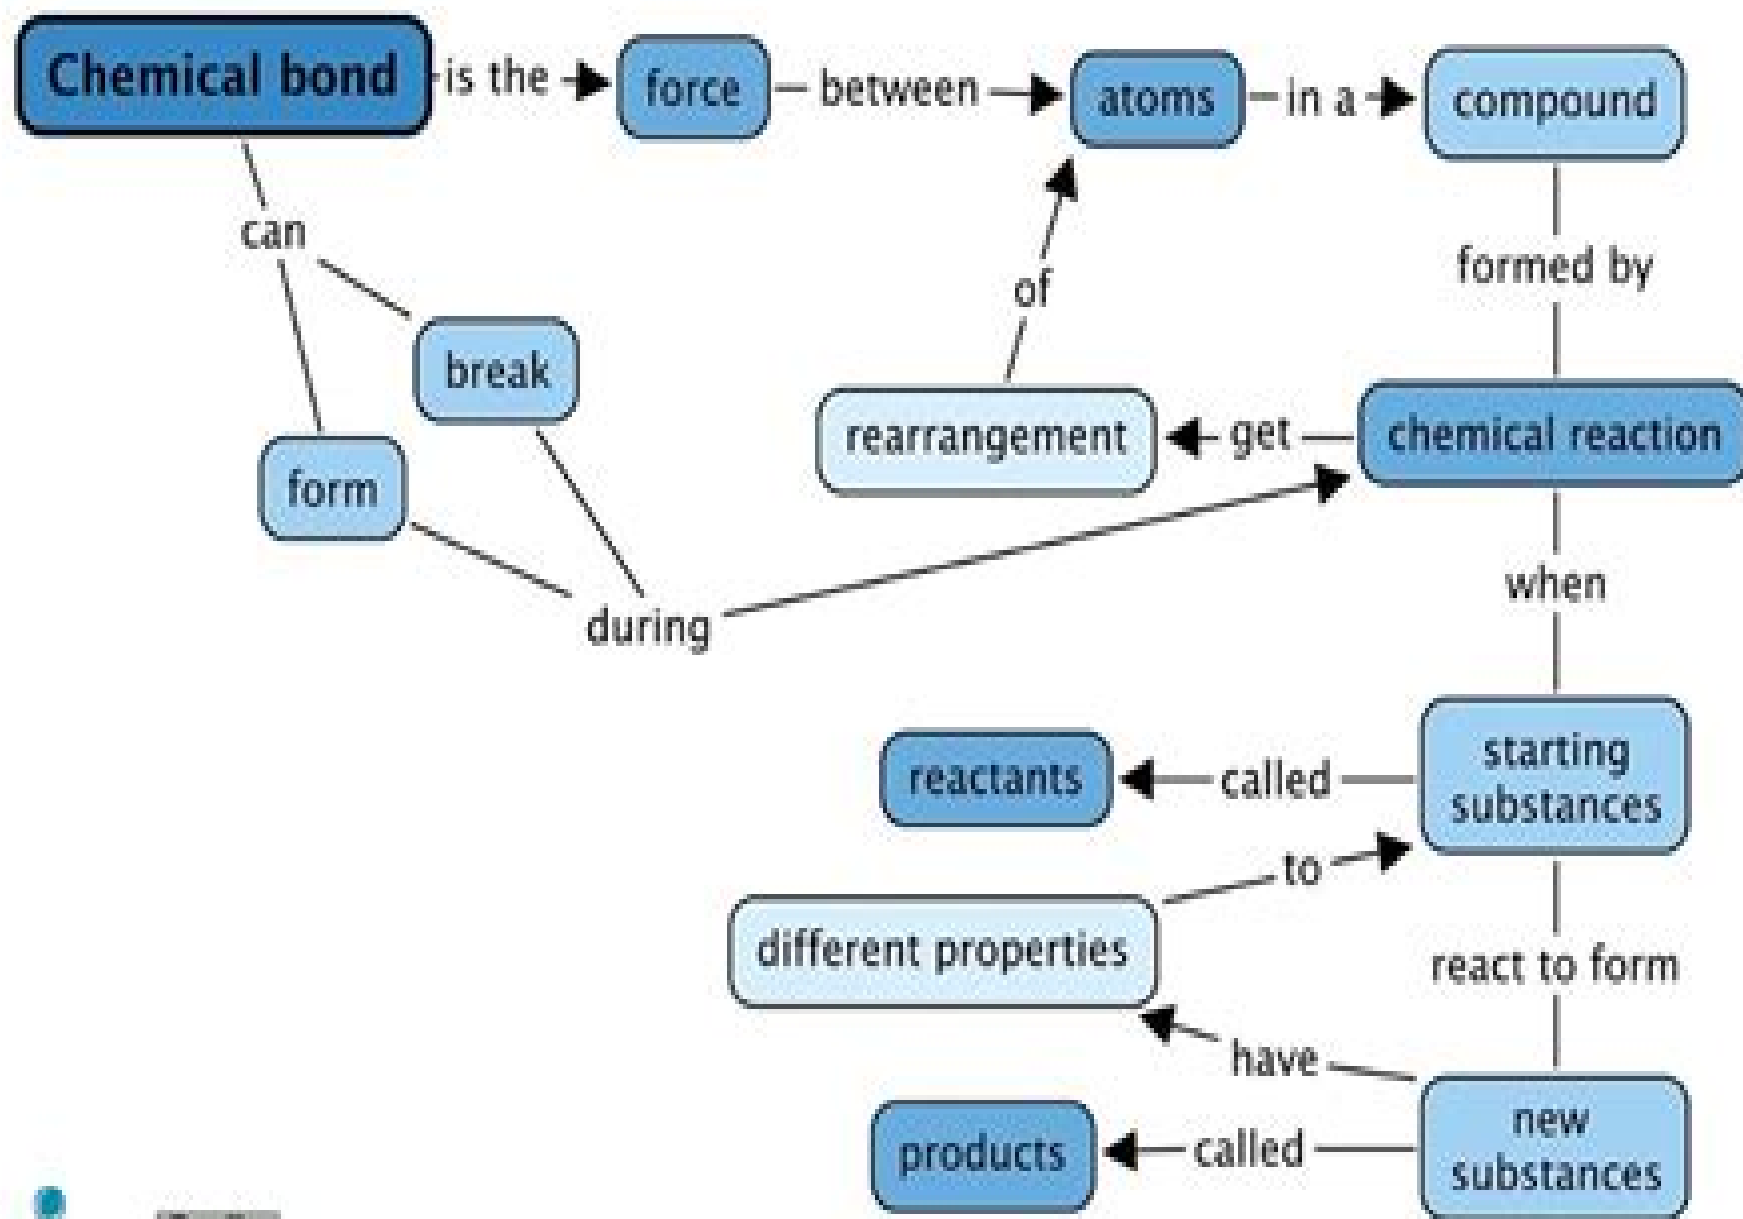 Chemical bond is the force between atoms in a compound
can
of
formed by
break
form
rearrangement get chemical reaction
during
when
reactants called starting
substances
to
different properties
react to form
have
products called new
substances